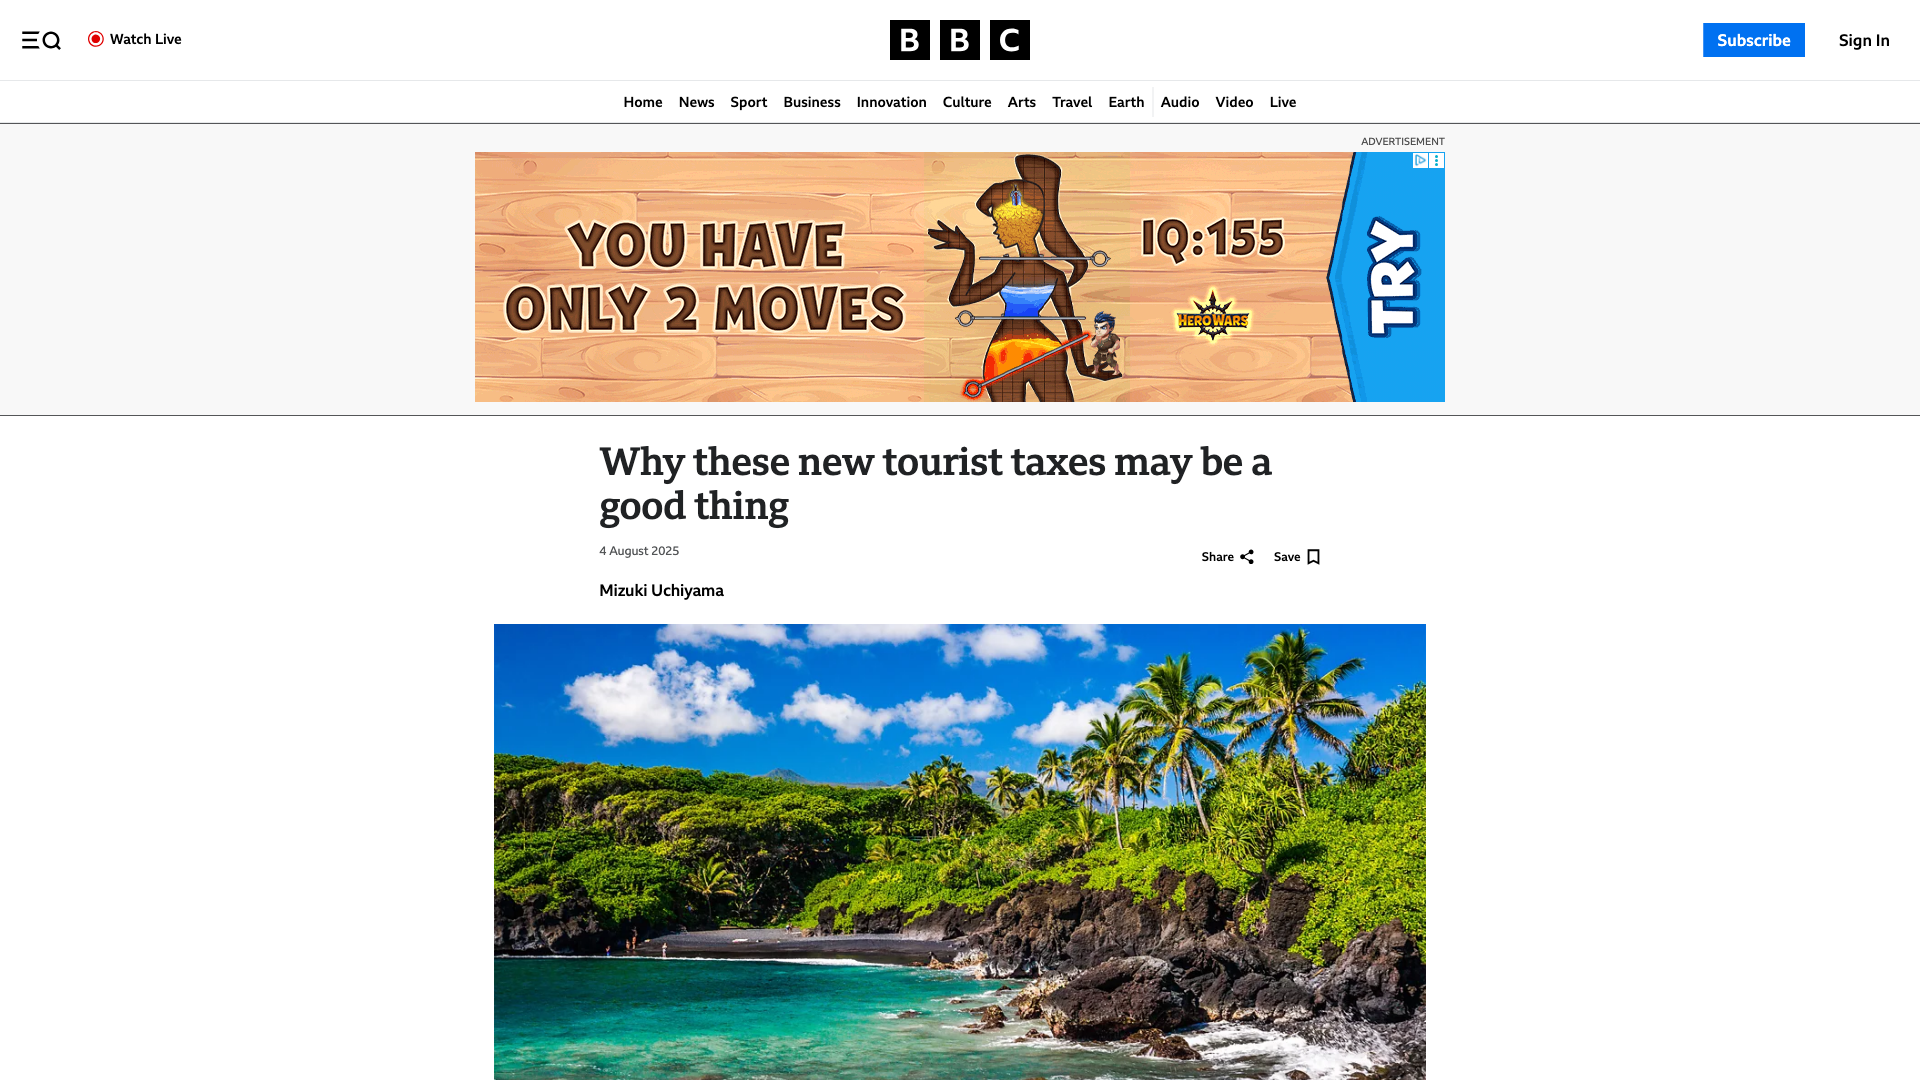 Watch Live
BBC
Subscribe
Sign In
Home News Sport Business Innovation Culture Arts Travel Earth Audio Video Live
ADVERTISEMENT
YOU HAVE
ONLY 2 MOVES
IQ:155
HERO WARS
TRY
Why these new tourist taxes may be a
good thing
4 August 2025
Share
Save
Mizuki Uchiyama